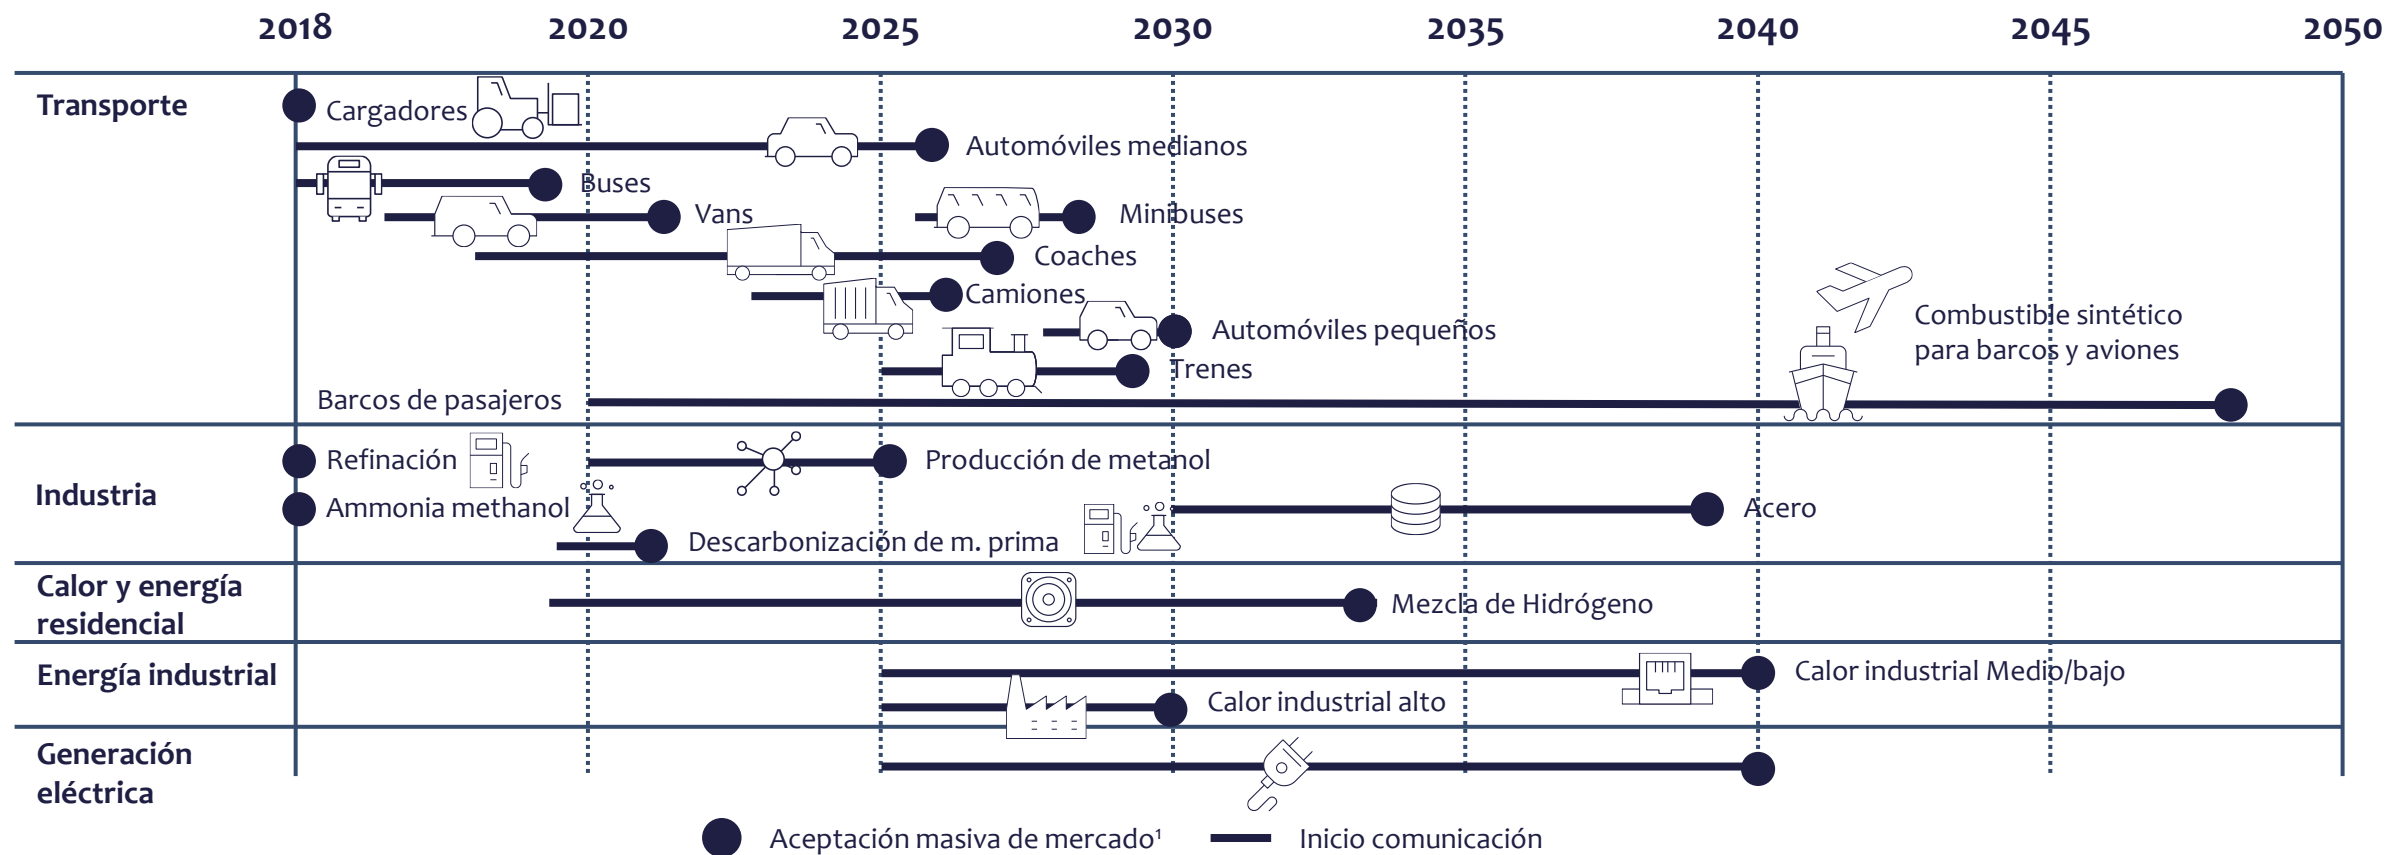 2018 2020 2025 2030 2035 2040 2045 2050
Transporte
Cargadores
Automóviles medianos
Buses
Vans
Minibuses
Coaches
Camiones
Automóviles pequeños
Combustible sintético
para barcos y aviones
Trenes
Barcos de pasajeros
Industria
Refinación
Producción de metanol
Ammonia methanol
Acero
Descarbonización de m. prima
Calor y energía
residencial
Mezcla de Hidrógeno
Energía industrial
Calor industrial Medio/bajo
Calor industrial alto
Generación
eléctrica
Aceptación masiva de mercado¹
Inicio comunicación